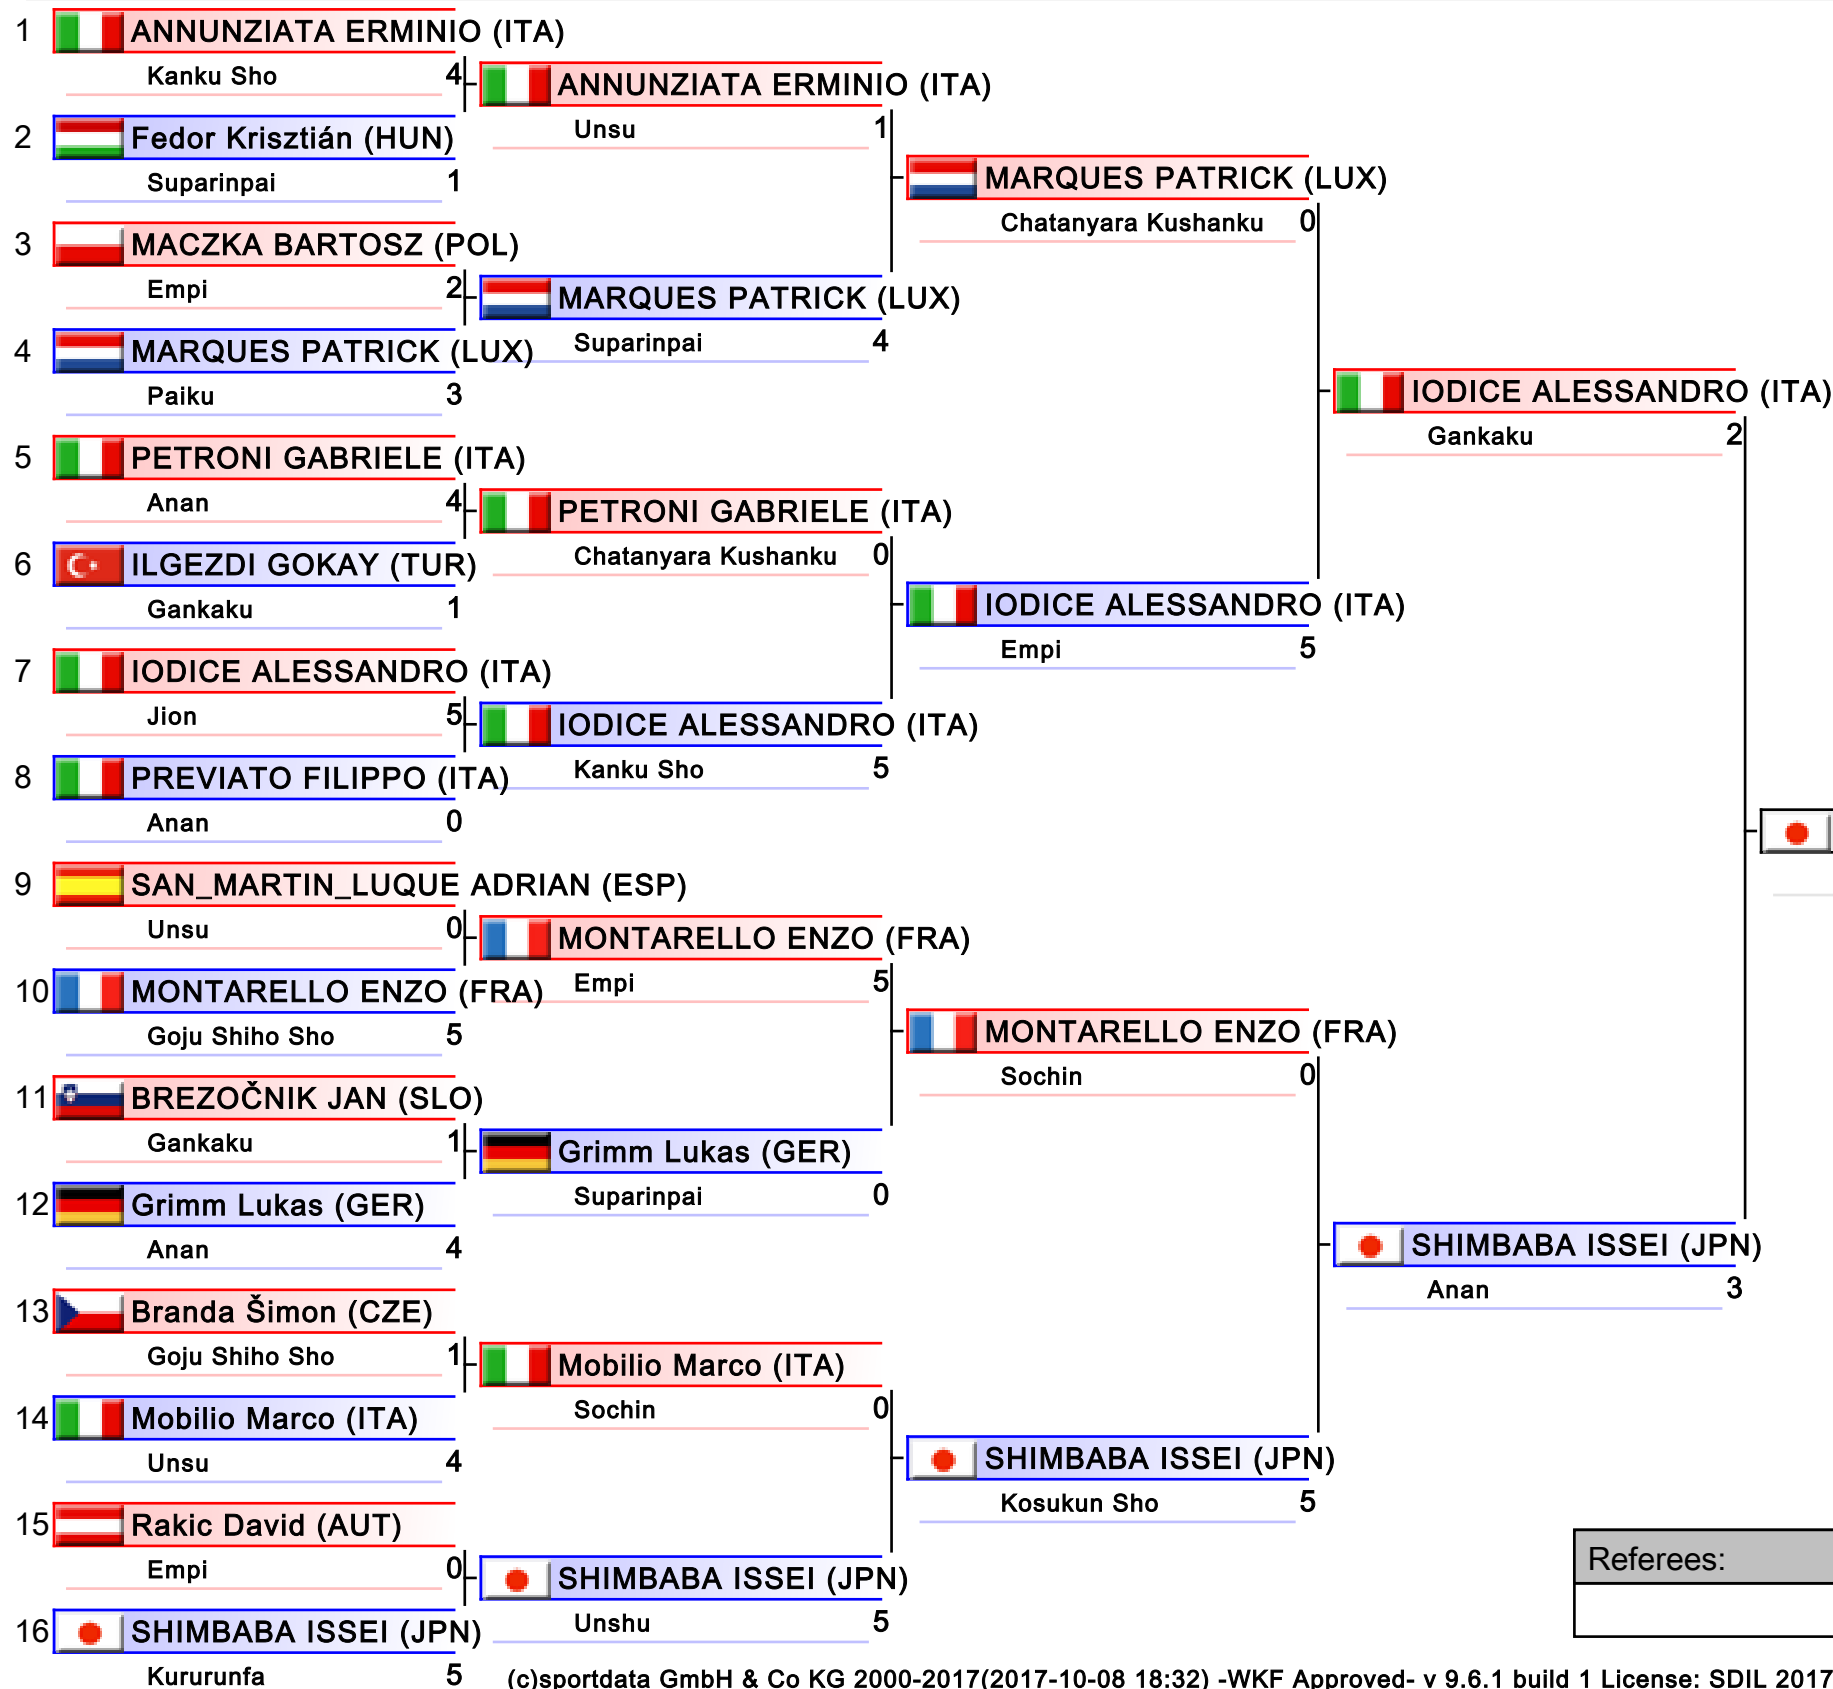 1 ANNUNZIATA ERMINIO (ITA)
Kanku Sho 4
2 Fedor Krisztián (HUN)
Suparinpai 1
3 MACZKA BARTOSZ (POL)
Empi 2
4 MARQUES PATRICK (LUX)
Paiku 3
5 PETRONI GABRIELE (ITA)
Anan 4
6 ILGEZDI GOKAY (TUR)
Gankaku 1
7 IODICE ALESSANDRO (ITA)
Jion 5
8 PREVIATO FILIPPO (ITA)
Anan 0
9 SAN_MARTIN_LUQUE ADRIAN (ESP)
Unsu 0
10 MONTARELLO ENZO (FRA)
Goju Shiho Sho 5
11 BREZOČNIK JAN (SLO)
Gankaku 1
12 Grimm Lukas (GER)
Anan 4
13 Branda Šimon (CZE)
Goju Shiho Sho 1
14 Mobilio Marco (ITA)
Unsu 4
15 Rakic David (AUT)
Empi 0
16 SHIMBABA ISSEI (JPN)
Kururunfa 5
ANNUNZIATA ERMINIO (ITA)
Unsu 1
MARQUES PATRICK (LUX)
Suparinpai 4
PETRONI GABRIELE (ITA)
Chatanyara Kushanku 0
IODICE ALESSANDRO (ITA)
Kanku Sho 5
MONTARELLO ENZO (FRA)
Empi 5
Grimm Lukas (GER)
Suparinpai 0
Mobilio Marco (ITA)
Sochin 0
SHIMBABA ISSEI (JPN)
Unshu 5
MARQUES PATRICK (LUX)
Chatanyara Kushanku 0
IODICE ALESSANDRO (ITA)
Empi 5
MONTARELLO ENZO (FRA)
Sochin 0
SHIMBABA ISSEI (JPN)
Kosukun Sho 5
IODICE ALESSANDRO (ITA)
Gankaku 2
SHIMBABA ISSEI (JPN)
Anan 3
Referees:
(c)sportdata GmbH & Co KG 2000-2017(2017-10-08 18:32) -WKF Approved- v 9.6.1 build 1 License: SDIL 2017